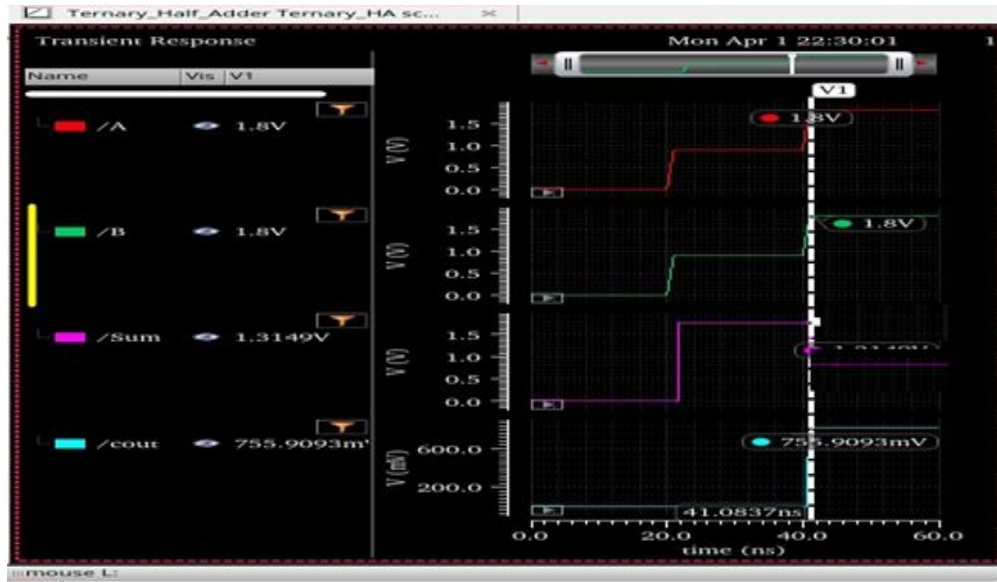 Ternary_Half_Adder Ternary_HA sc...
Transient Response
Mon Apr 1 22:30:01 1
Name Vis V1
V1
/A 1.8V
V (V)
1.5
1.0
0.5
0.0
1.8V
/B 1.8V
V (V)
1.5
1.0
0.5
0.0
1.8V
/Sum 1.3149V
V (V)
1.5
1.0
0.5
0.0
/cout 755.9093m
V (mV)
600.0
200.0
755.9093mV
41.0837ns
0.0 20.0 40.0 60.0
time (ns)
mouse L: